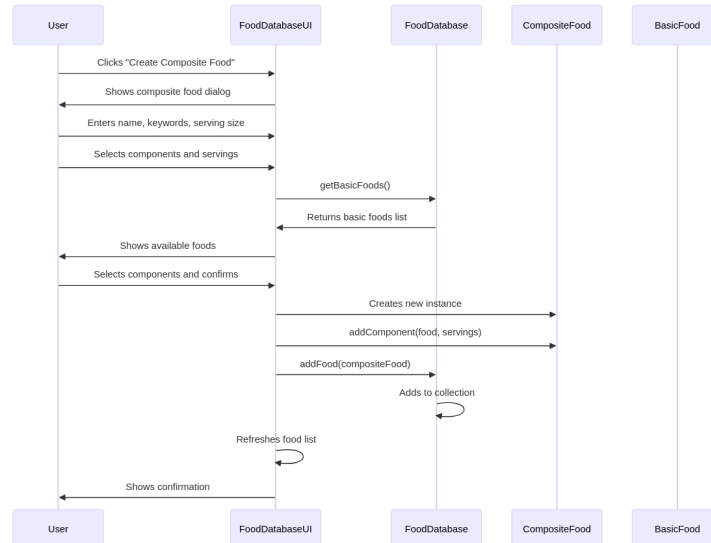 User
FoodDatabaseUI
FoodDatabase
CompositeFood
BasicFood
Clicks "Create Composite Food"
Shows composite food dialog
Enters name, keywords, serving size
Selects components and servings
getBasicFoods()
Returns basic foods list
Shows available foods
Selects components and confirms
Creates new instance
addComponent(food, servings)
addFood(compositeFood)
Adds to collection
Refreshes food list
Shows confirmation
User
FoodDatabaseUI
FoodDatabase
CompositeFood
BasicFood